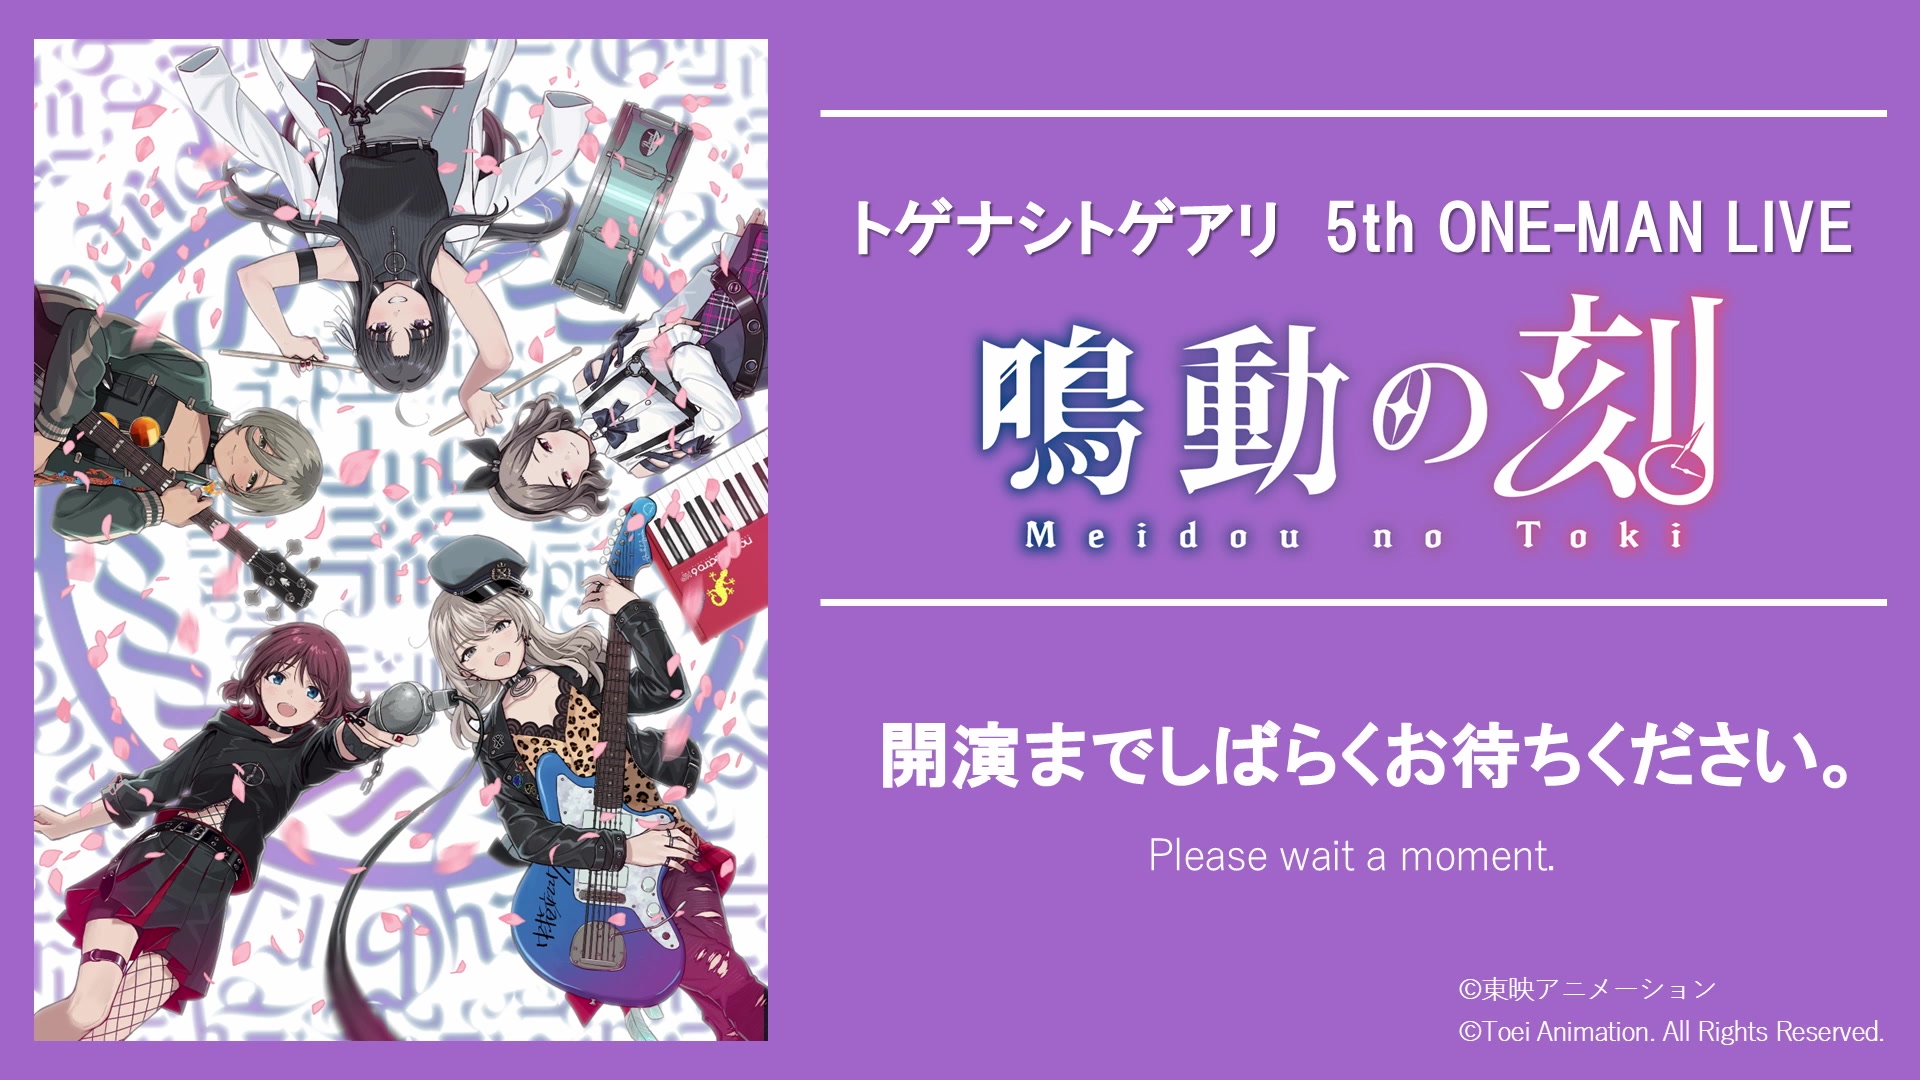 トゲナシトゲアリ 5th ONE-MAN LIVE
鳴動の刻
Meidou no Toki
開演までしばらくお待ちください。
Please wait a moment.
©東映アニメーション
©Toei Animation. All Rights Reserved.